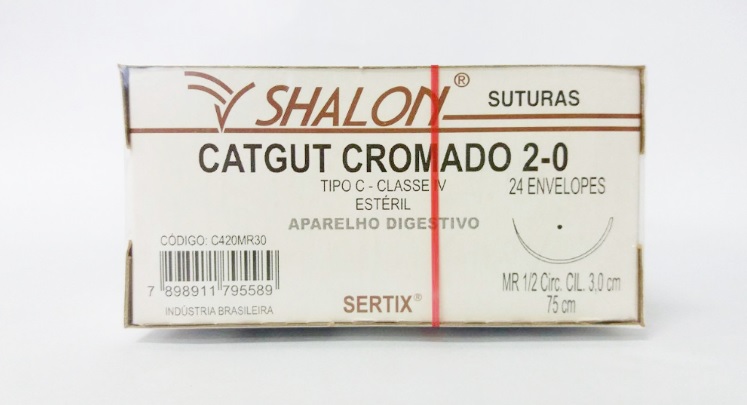 SHALON®
SUTURAS
CATGUT CROMADO 2-0
TIPO C - CLASSE IV
24 ENVELOPES
ESTÉRIL
APARELHO DIGESTIVO
CÓDIGO: C420MR30
7 898911 795589
INDÚSTRIA BRASILEIRA
SERTIX®
MR 1/2 Circ. CIL. 3.0 cm
75 cm